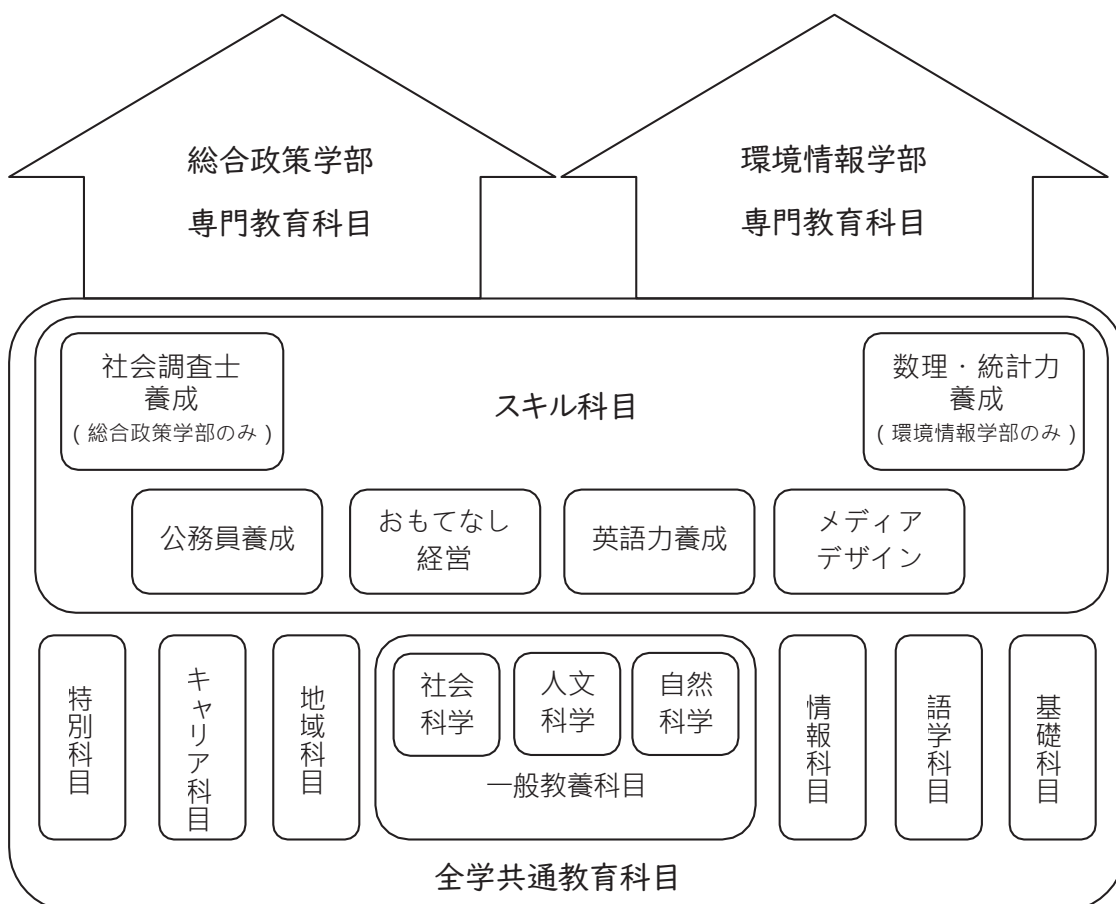 総合政策学部
専門教育科目
環境情報学部
専門教育科目
社会調査士
養成
(総合政策学部のみ)
スキル科目
数理・統計力
養成
(環境情報学部のみ)
公務員養成
おもてなし
経営
英語力養成
メディア
デザイン
特別科目
キャリア科目
地域科目
社会
科学
人文
科学
自然
科学
一般教養科目
情報科目
語学科目
基礎科目
全学共通教育科目